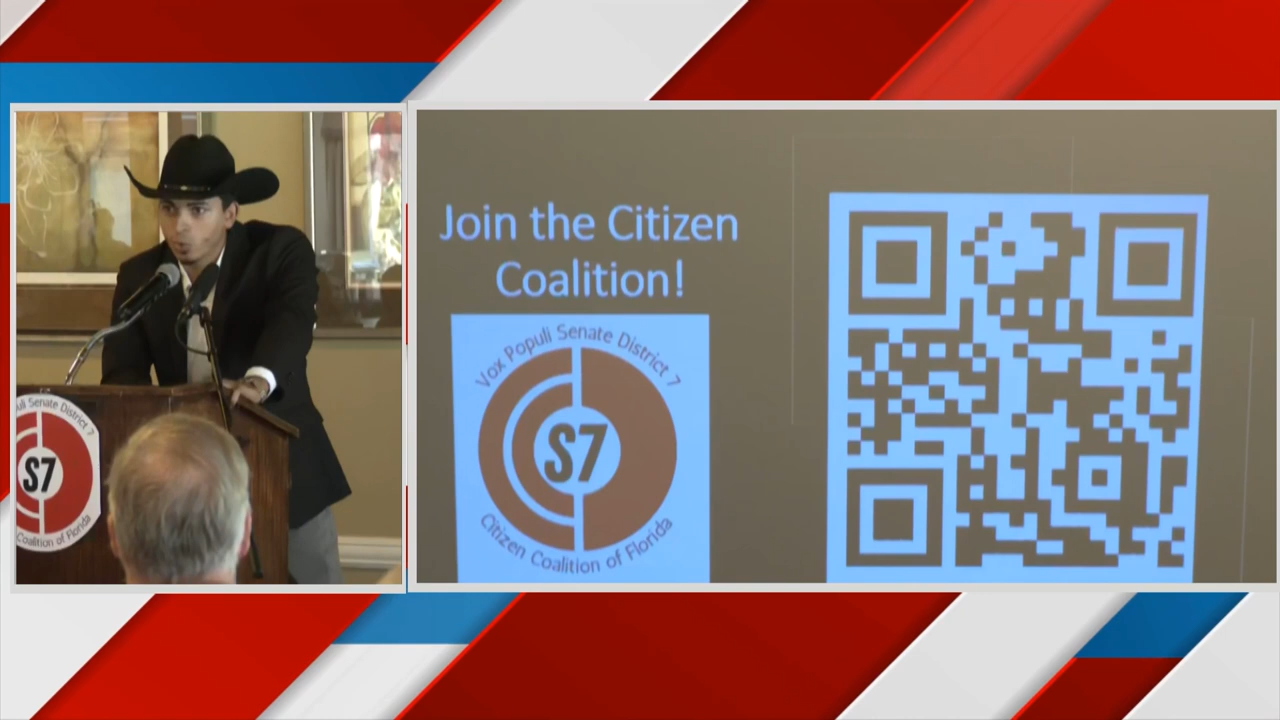 uli Senate District 7
S7
Coalition of Florida
Join the Citizen
Coalition!
Vox Populi Senate District 7
S7
Citizen Coalition of Florida